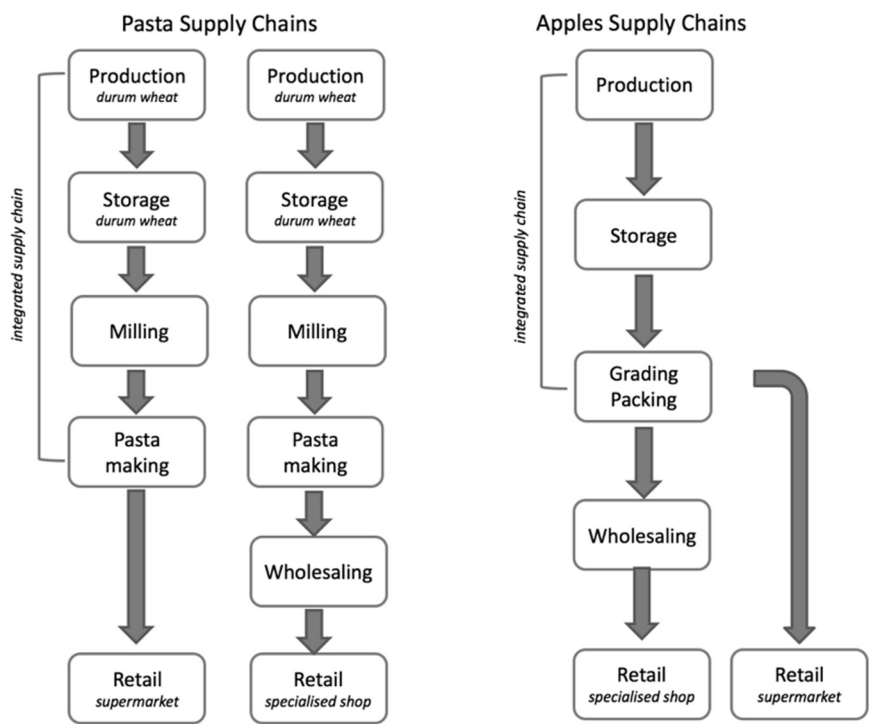 Pasta Supply Chains
integrated supply chain
Production
durum wheat
Storage
durum wheat
Milling
Pasta
making
Retail
supermarket
Production
durum wheat
Storage
durum wheat
Milling
Pasta
making
Wholesaling
Retail
specialised shop
Apples Supply Chains
integrated supply chain
Production
Storage
Grading
Packing
Wholesaling
Retail
specialised shop
Retail
supermarket